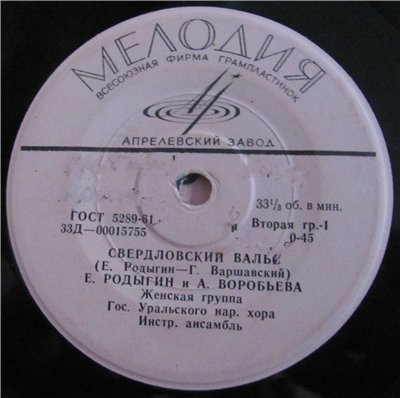 МЕЛОДИЯ
ВСЕСОЮЗНАЯ ФИРМА ГРАМПЛАСТИНОК
АПРЕЛЕВСКИЙ ЗАВОД
33⅓ об. в мин.
ГОСТ 5289-61
Вторая гр.-1
33Д—00015755
0-45
СВЕРДЛОВСКИЙ ВАЛЬС
(Е. Родыгин—Г. Варшавский)
Е. РОДЫГИН и А. ВОРОБЬЕВА
Женская группа
Гос. Уральского нар. хора
Инстр. ансамбль